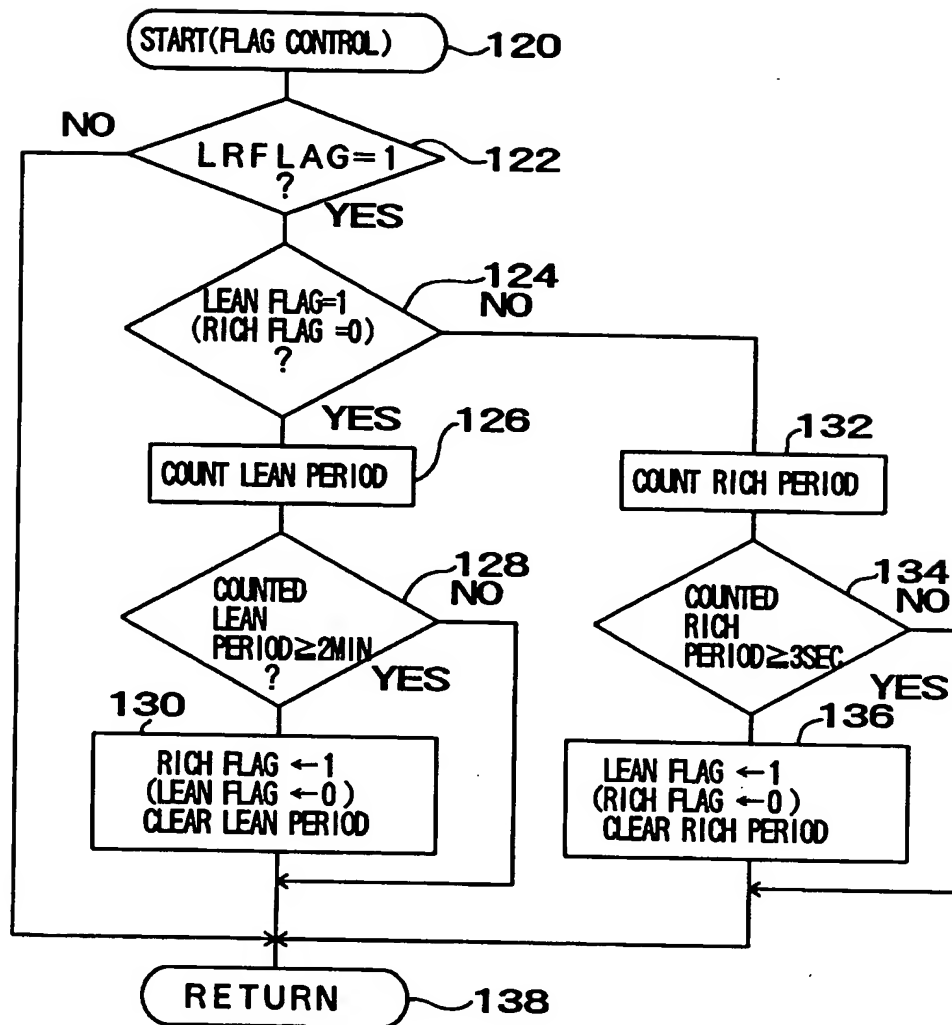 START(FLAG CONTROL)
120
NO
LRFLAG=1
?
122
YES
LEAN FLAG=1
(RICH FLAG =0)
?
124
NO
YES
126
COUNT LEAN PERIOD
132
COUNT RICH PERIOD
COUNTED
LEAN
PERIOD≥2MIN
?
128
NO
YES
COUNTED
RICH
PERIOD≥3SEC
134
NO
YES
130
RICH FLAG ←1
(LEAN FLAG ←0)
CLEAR LEAN PERIOD
136
LEAN FLAG ←1
(RICH FLAG ←0)
CLEAR RICH PERIOD
RETURN
138